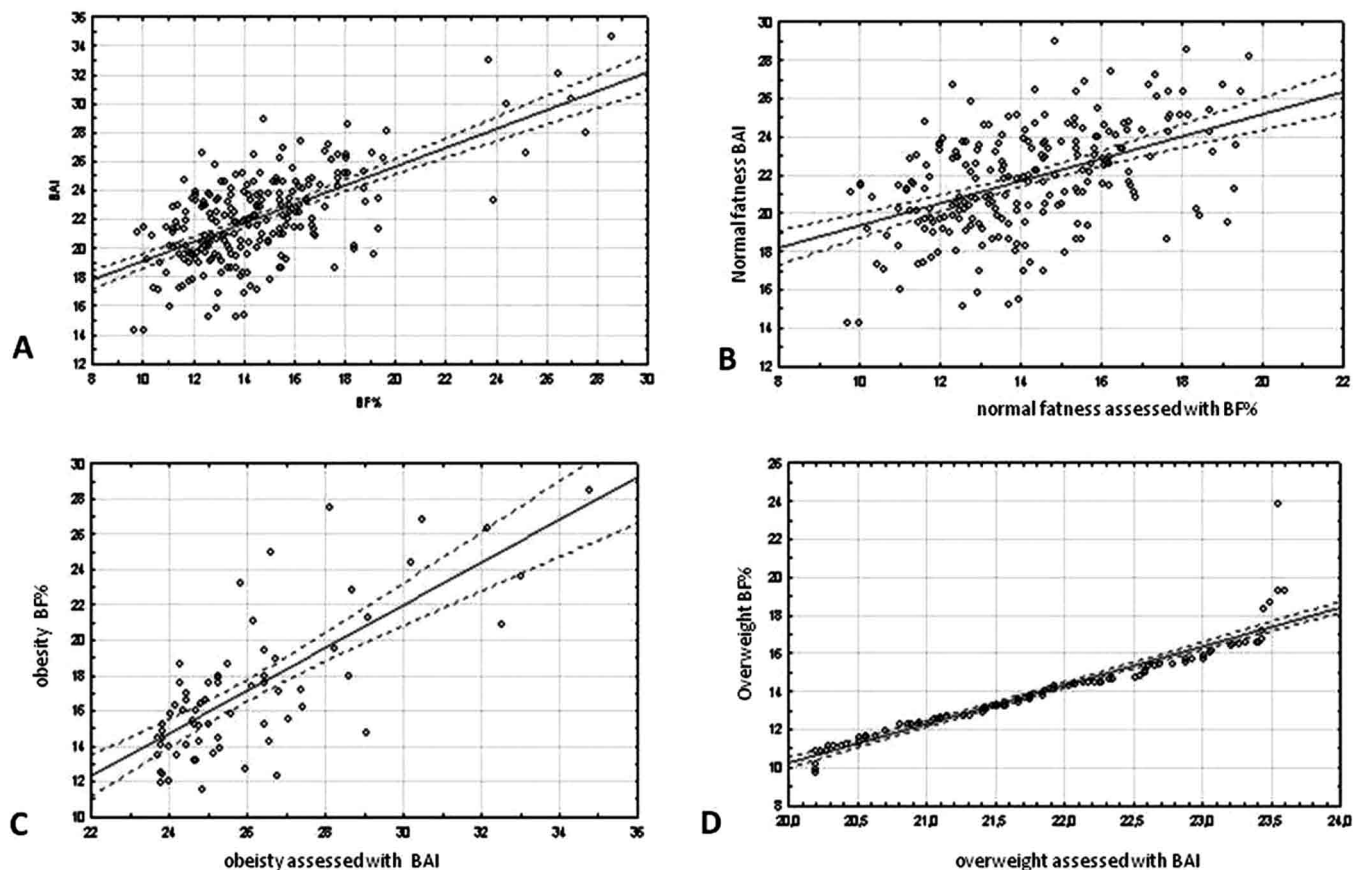 BAI
36
34
32
30
28
26
24
22
20
18
16
14
12
8 10 12 14 16 18 20 22 24 26 28 30
BF%
A
Normal fatness BAI
30
28
26
24
22
20
18
16
14
12
8 10 12 14 16 18 20 22
normal fatness assessed with BF%
B
obesity BF%
30
28
26
24
22
20
18
16
14
12
10
22 24 26 28 30 32 34 36
obeisty assessed with BAI
C
Overweight BF%
26
24
22
20
18
16
14
12
10
8
20,0 20,5 21,0 21,5 22,0 22,5 23,0 23,5 24,0
overweight assessed with BAI
D